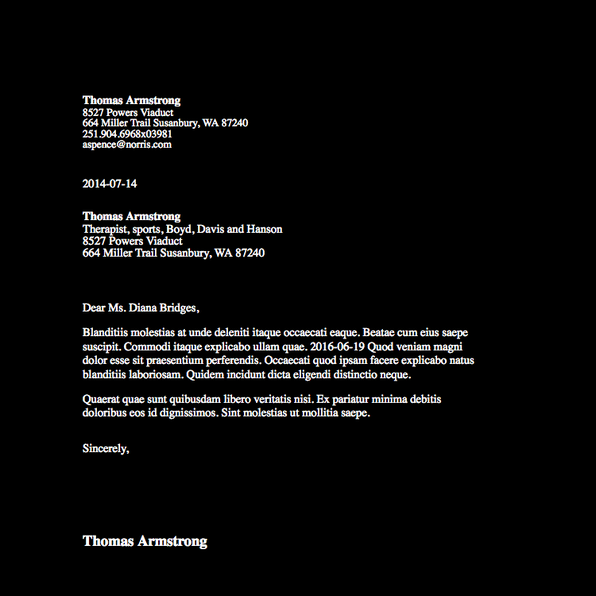 Thomas Armstrong
8527 Powers Viaduct
664 Miller Trail Susanbury, WA 87240
251.904.6968x03981
aspence@norris.com
2014-07-14
Thomas Armstrong
Therapist, sports, Boyd, Davis and Hanson
8527 Powers Viaduct
664 Miller Trail Susanbury, WA 87240
Dear Ms. Diana Bridges,
Blanditiis molestias at unde deleniti itaque occaecati eaque. Beatae cum eius saepe
suscipit. Commodi itaque explicabo ullam quae. 2016-06-19 Quod veniam magni
dolor esse sit praesentium perferendis. Occaecati quod ipsam facere explicabo natus
blanditiis laboriosam. Quidem incidunt dicta eligendi distinctio neque.
Quaerat quae sunt quibusdam libero veritatis nisi. Ex pariatur minima debitis
doloribus eos id dignissimos. Sint molestias ut mollitia saepe.
Sincerely,
Thomas Armstrong